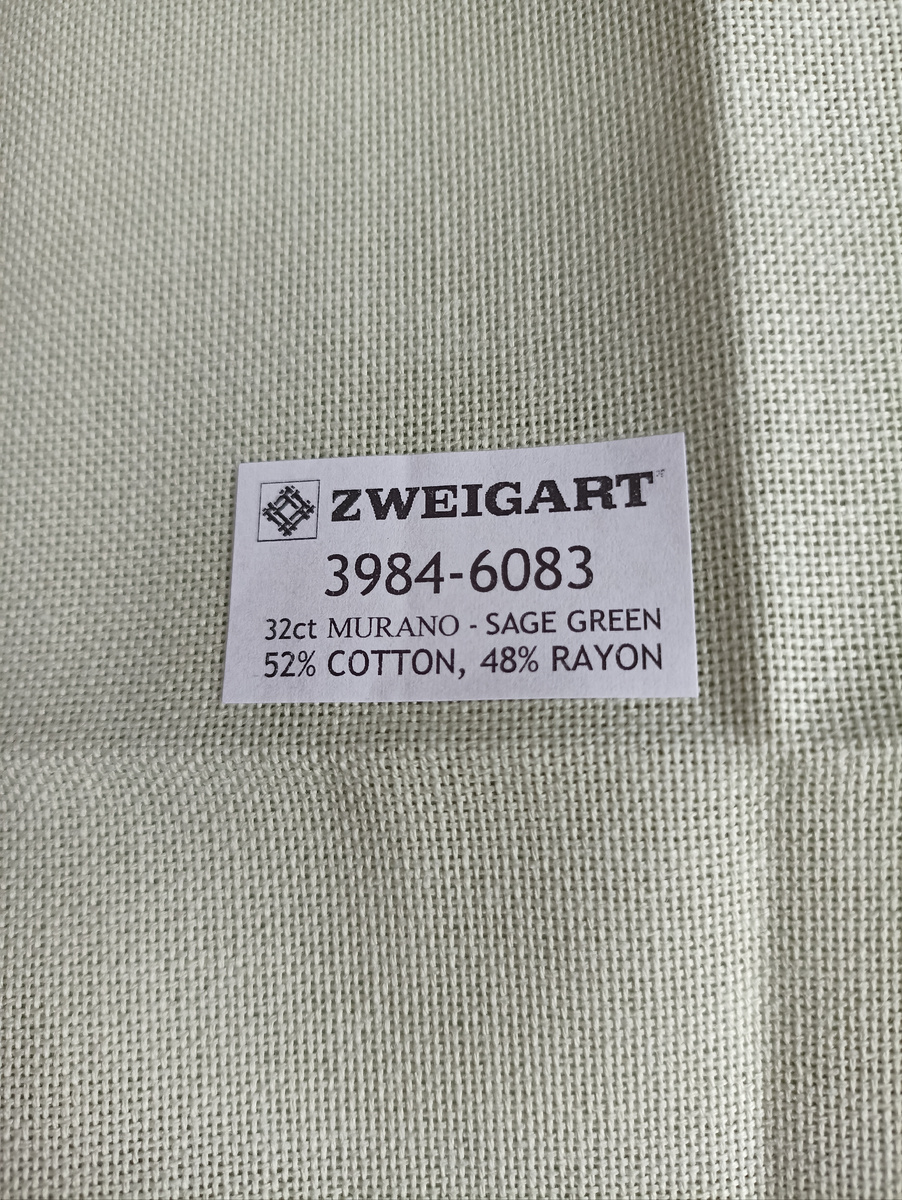 ZWEIGART
3984-6083
32ct MURANO - SAGE GREEN
52% COTTON, 48% RAYON